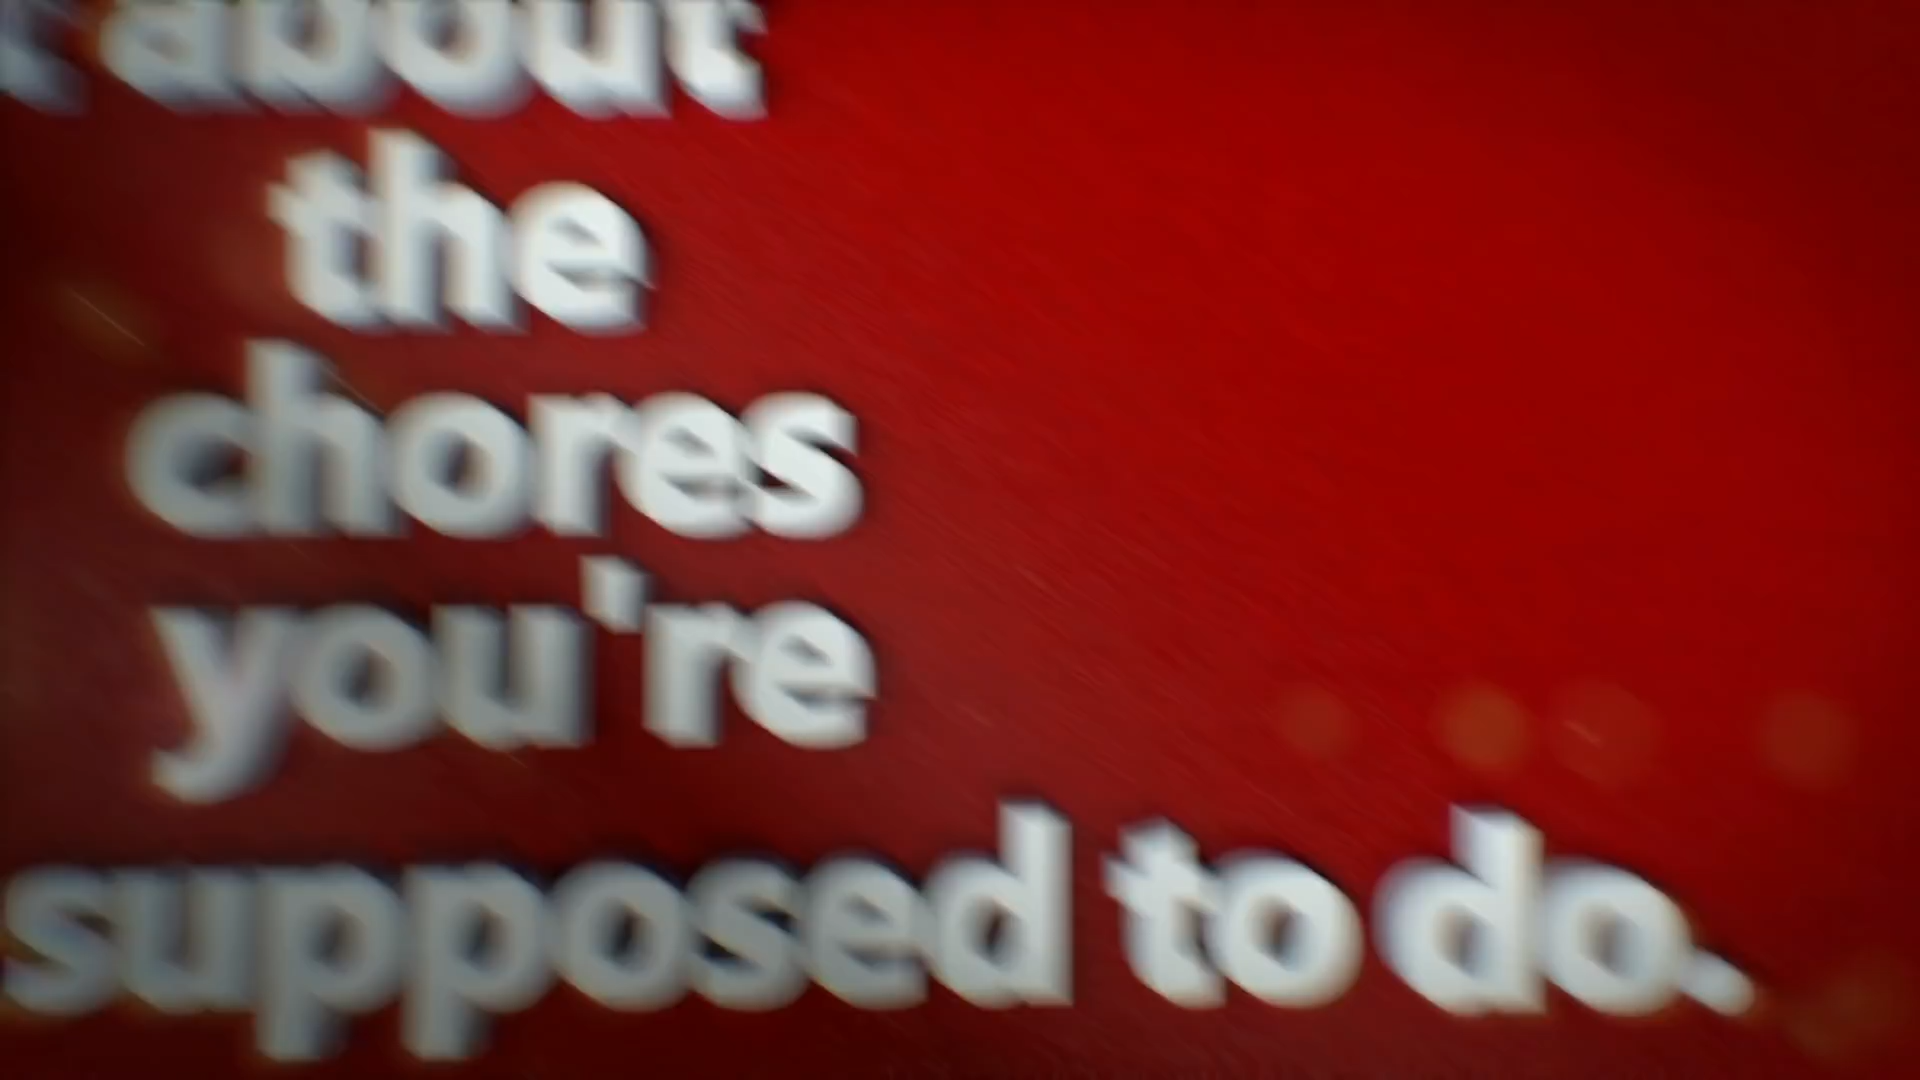 about
the
chores
you're
supposed to do.